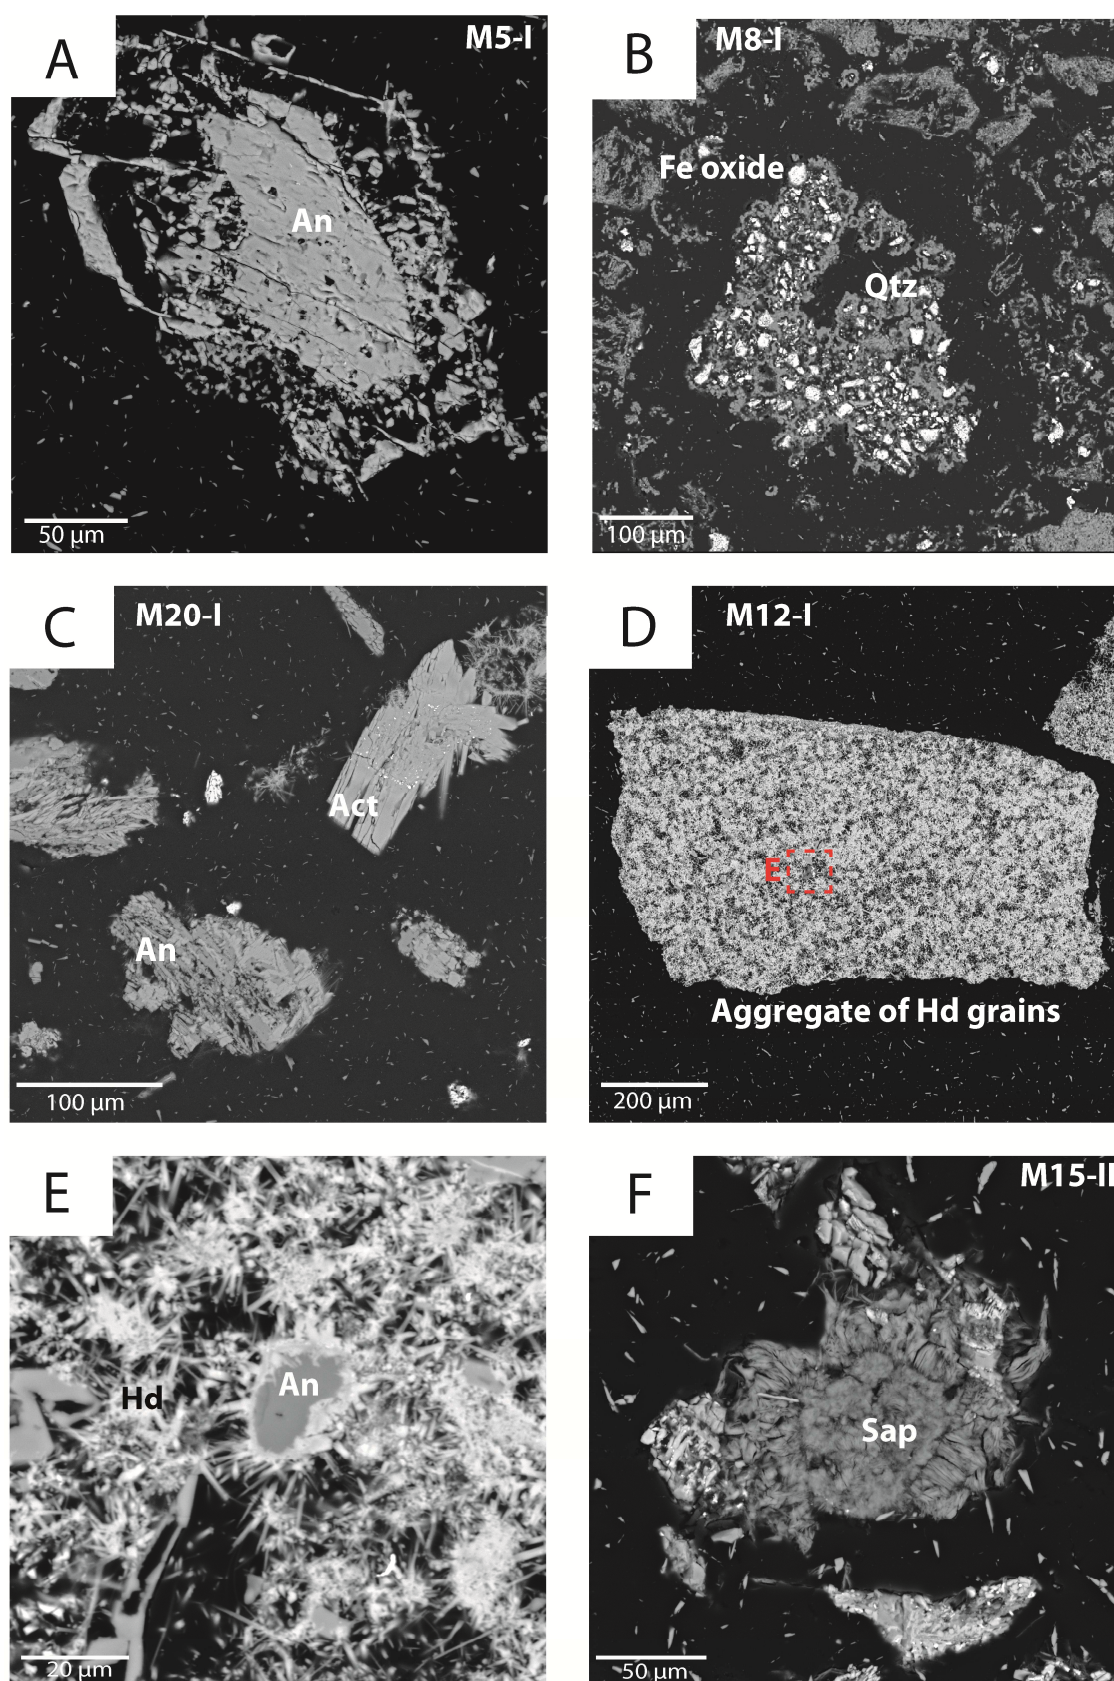 A
M5-I
An
50 µm
B
M8-I
Fe oxide
Qtz
100 µm
C
M20-I
Act
An
100 µm
D
M12-I
E
Aggregate of Hd grains
200 µm
E
Hd
An
20 µm
F
M15-II
Sap
50 µm